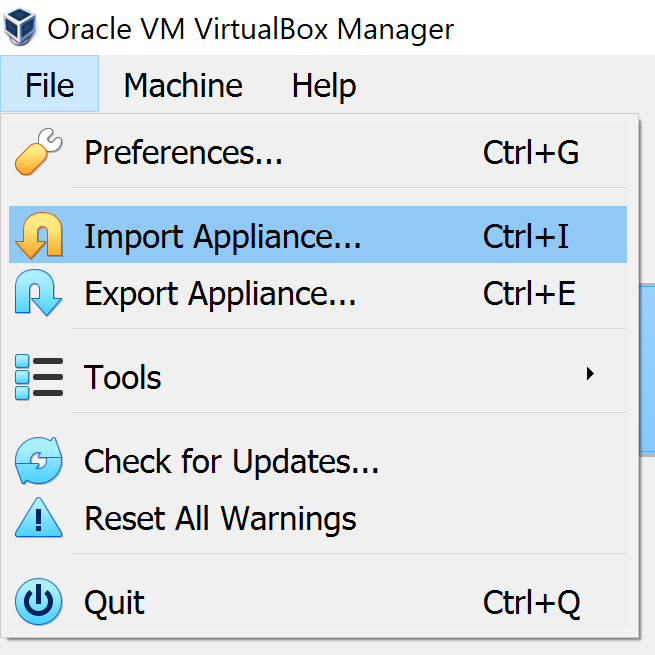 Oracle VM VirtualBox Manager
File Machine Help
Preferences... Ctrl+G
Import Appliance... Ctrl+I
Export Appliance... Ctrl+E
Tools
Check for Updates...
Reset All Warnings
Quit Ctrl+Q